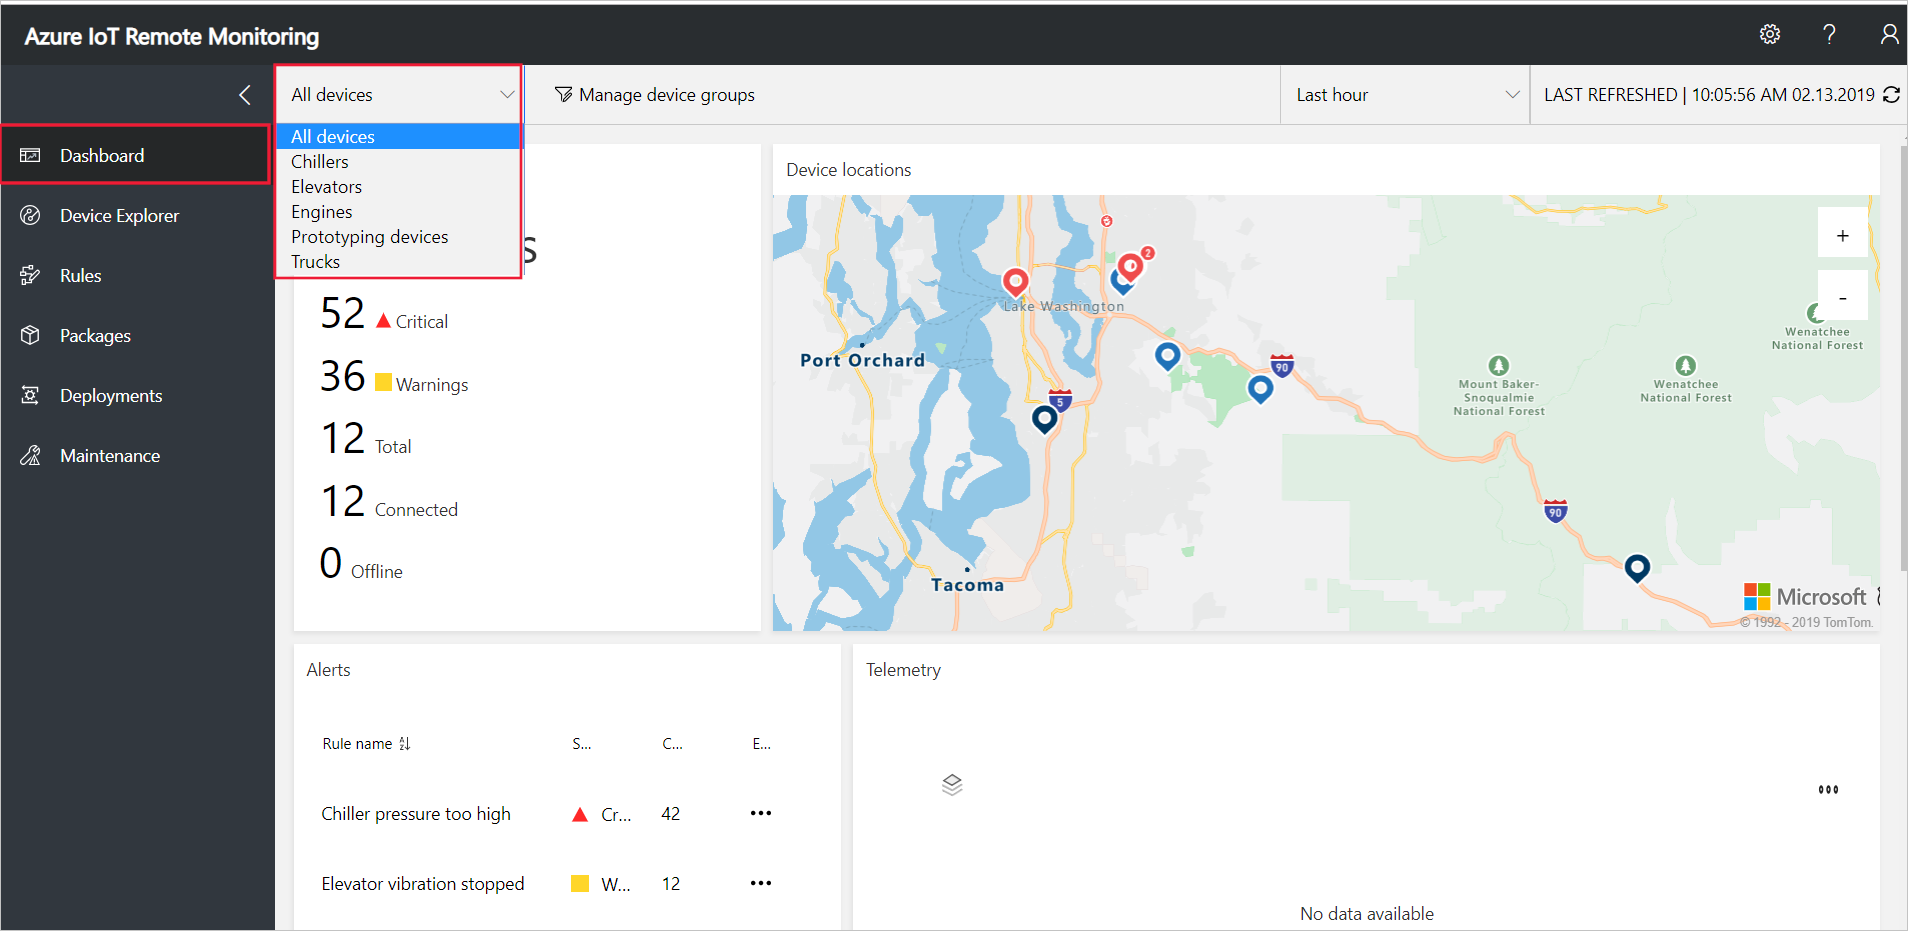 Azure IoT Remote Monitoring
?
All devices
Manage device groups
Last hour
LAST REFRESHED | 10:05:56 AM 02.13.2019
Dashboard
Device Explorer
Rules
Packages
Deployments
Maintenance
All devices
Chillers
Elevators
Engines
Prototyping devices
Trucks
s
52 Critical
36 Warnings
12 Total
12 Connected
0 Offline
Device locations
+
-
2
Lake Washington
Port Orchard
90
5
Wenatchee
National Forest
Mount Baker-
Snoqualmie
National Forest
Wenatchee
National Forest
90
Tacoma
Microsoft
© 1992 - 2019 TomTom.
Alerts
Rule name S... C... E...
Chiller pressure too high Cr... 42 •••
Elevator vibration stopped W... 12 •••
Telemetry
No data available